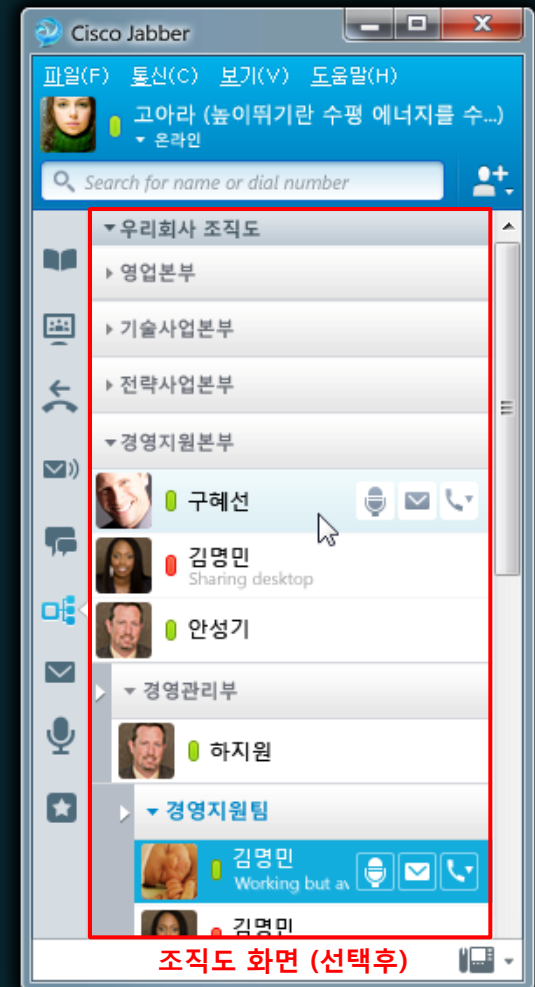 Cisco Jabber
파일(F) 통신(C) 보기(V) 도움말(H)
고아라 (높이뛰기란 수평 에너지를 수...)
온라인
Search for name or dial number
우리회사 조직도
영업본부
기술사업본부
전략사업본부
경영지원본부
구혜선
김명민
Sharing desktop
안성기
경영관리부
하지원
경영지원팀
김명민
Working but av
김명민
조직도 화면 (선택후)